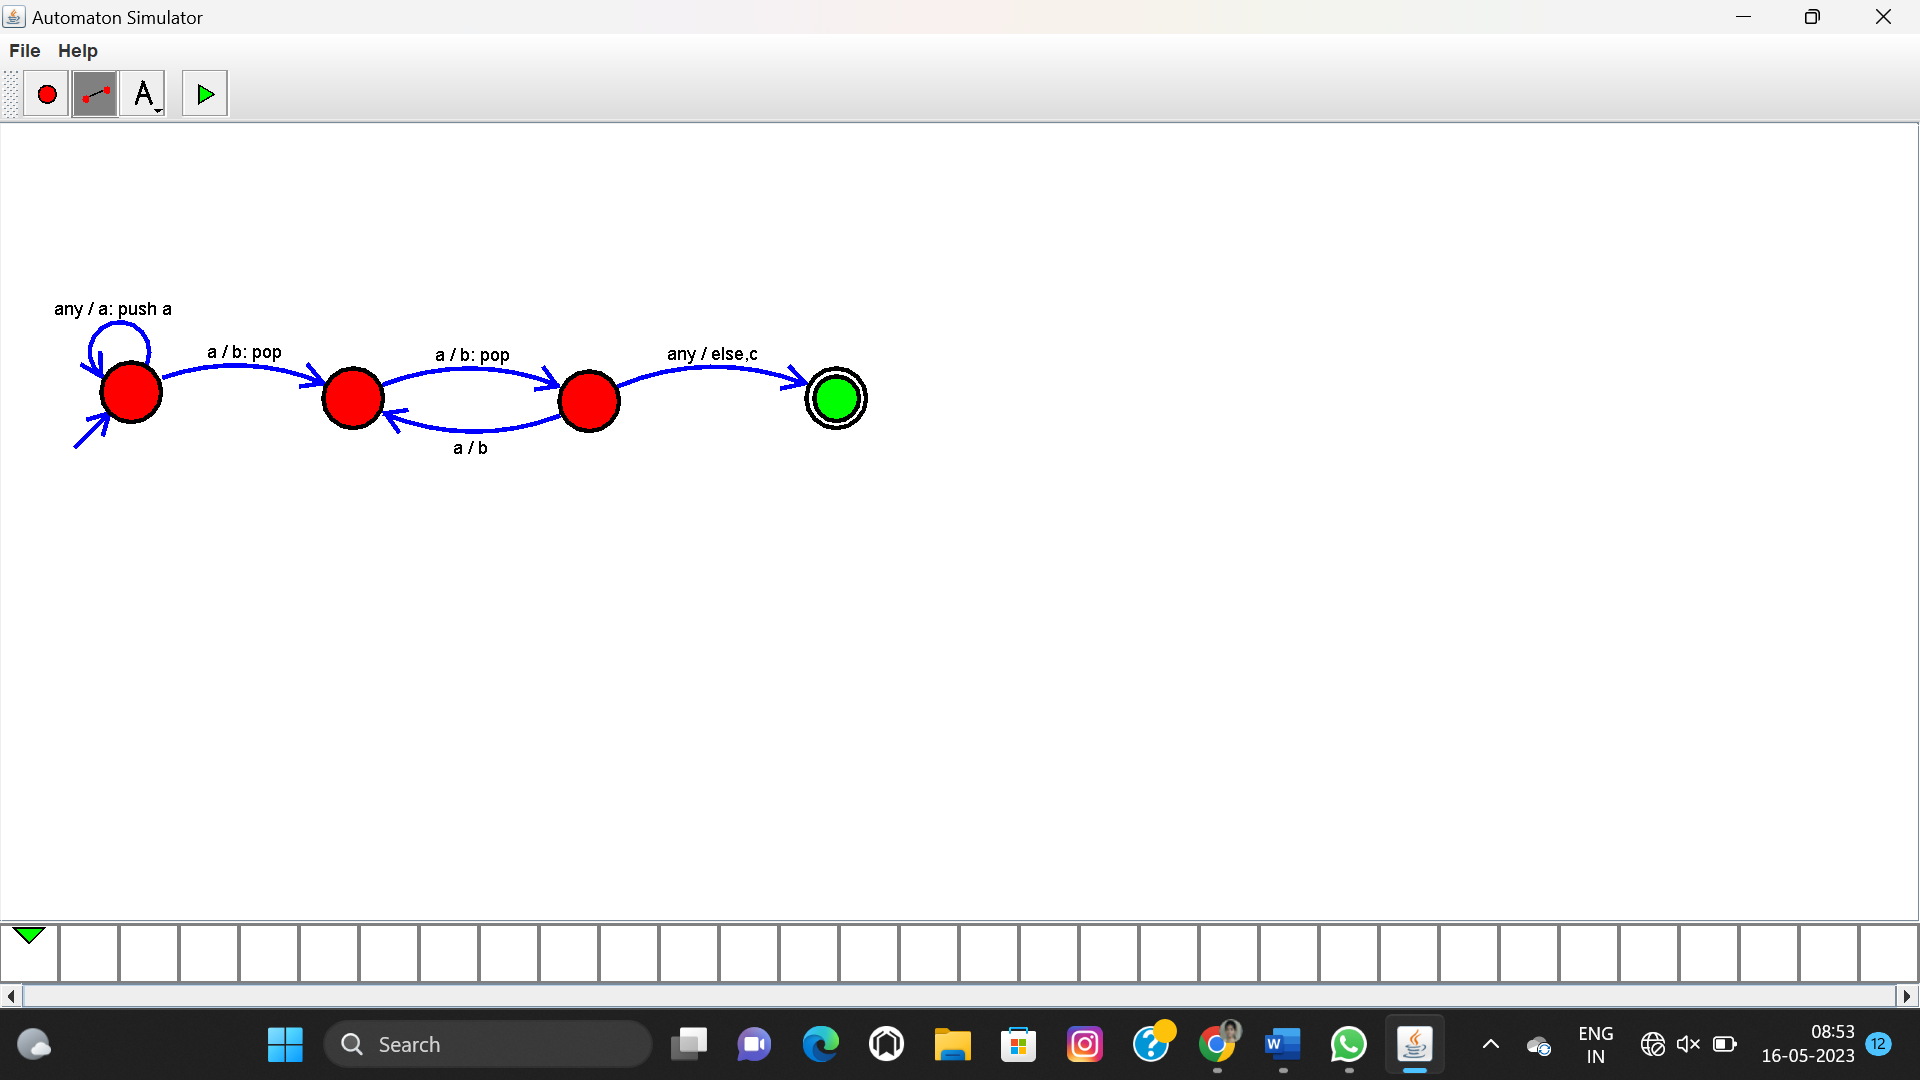 Automaton Simulator
File Help
A
any / a: push a
a / b: pop
a / b: pop
any / else,c
a / b
Search
W
ENG
IN
08:53
16-05-2023
12